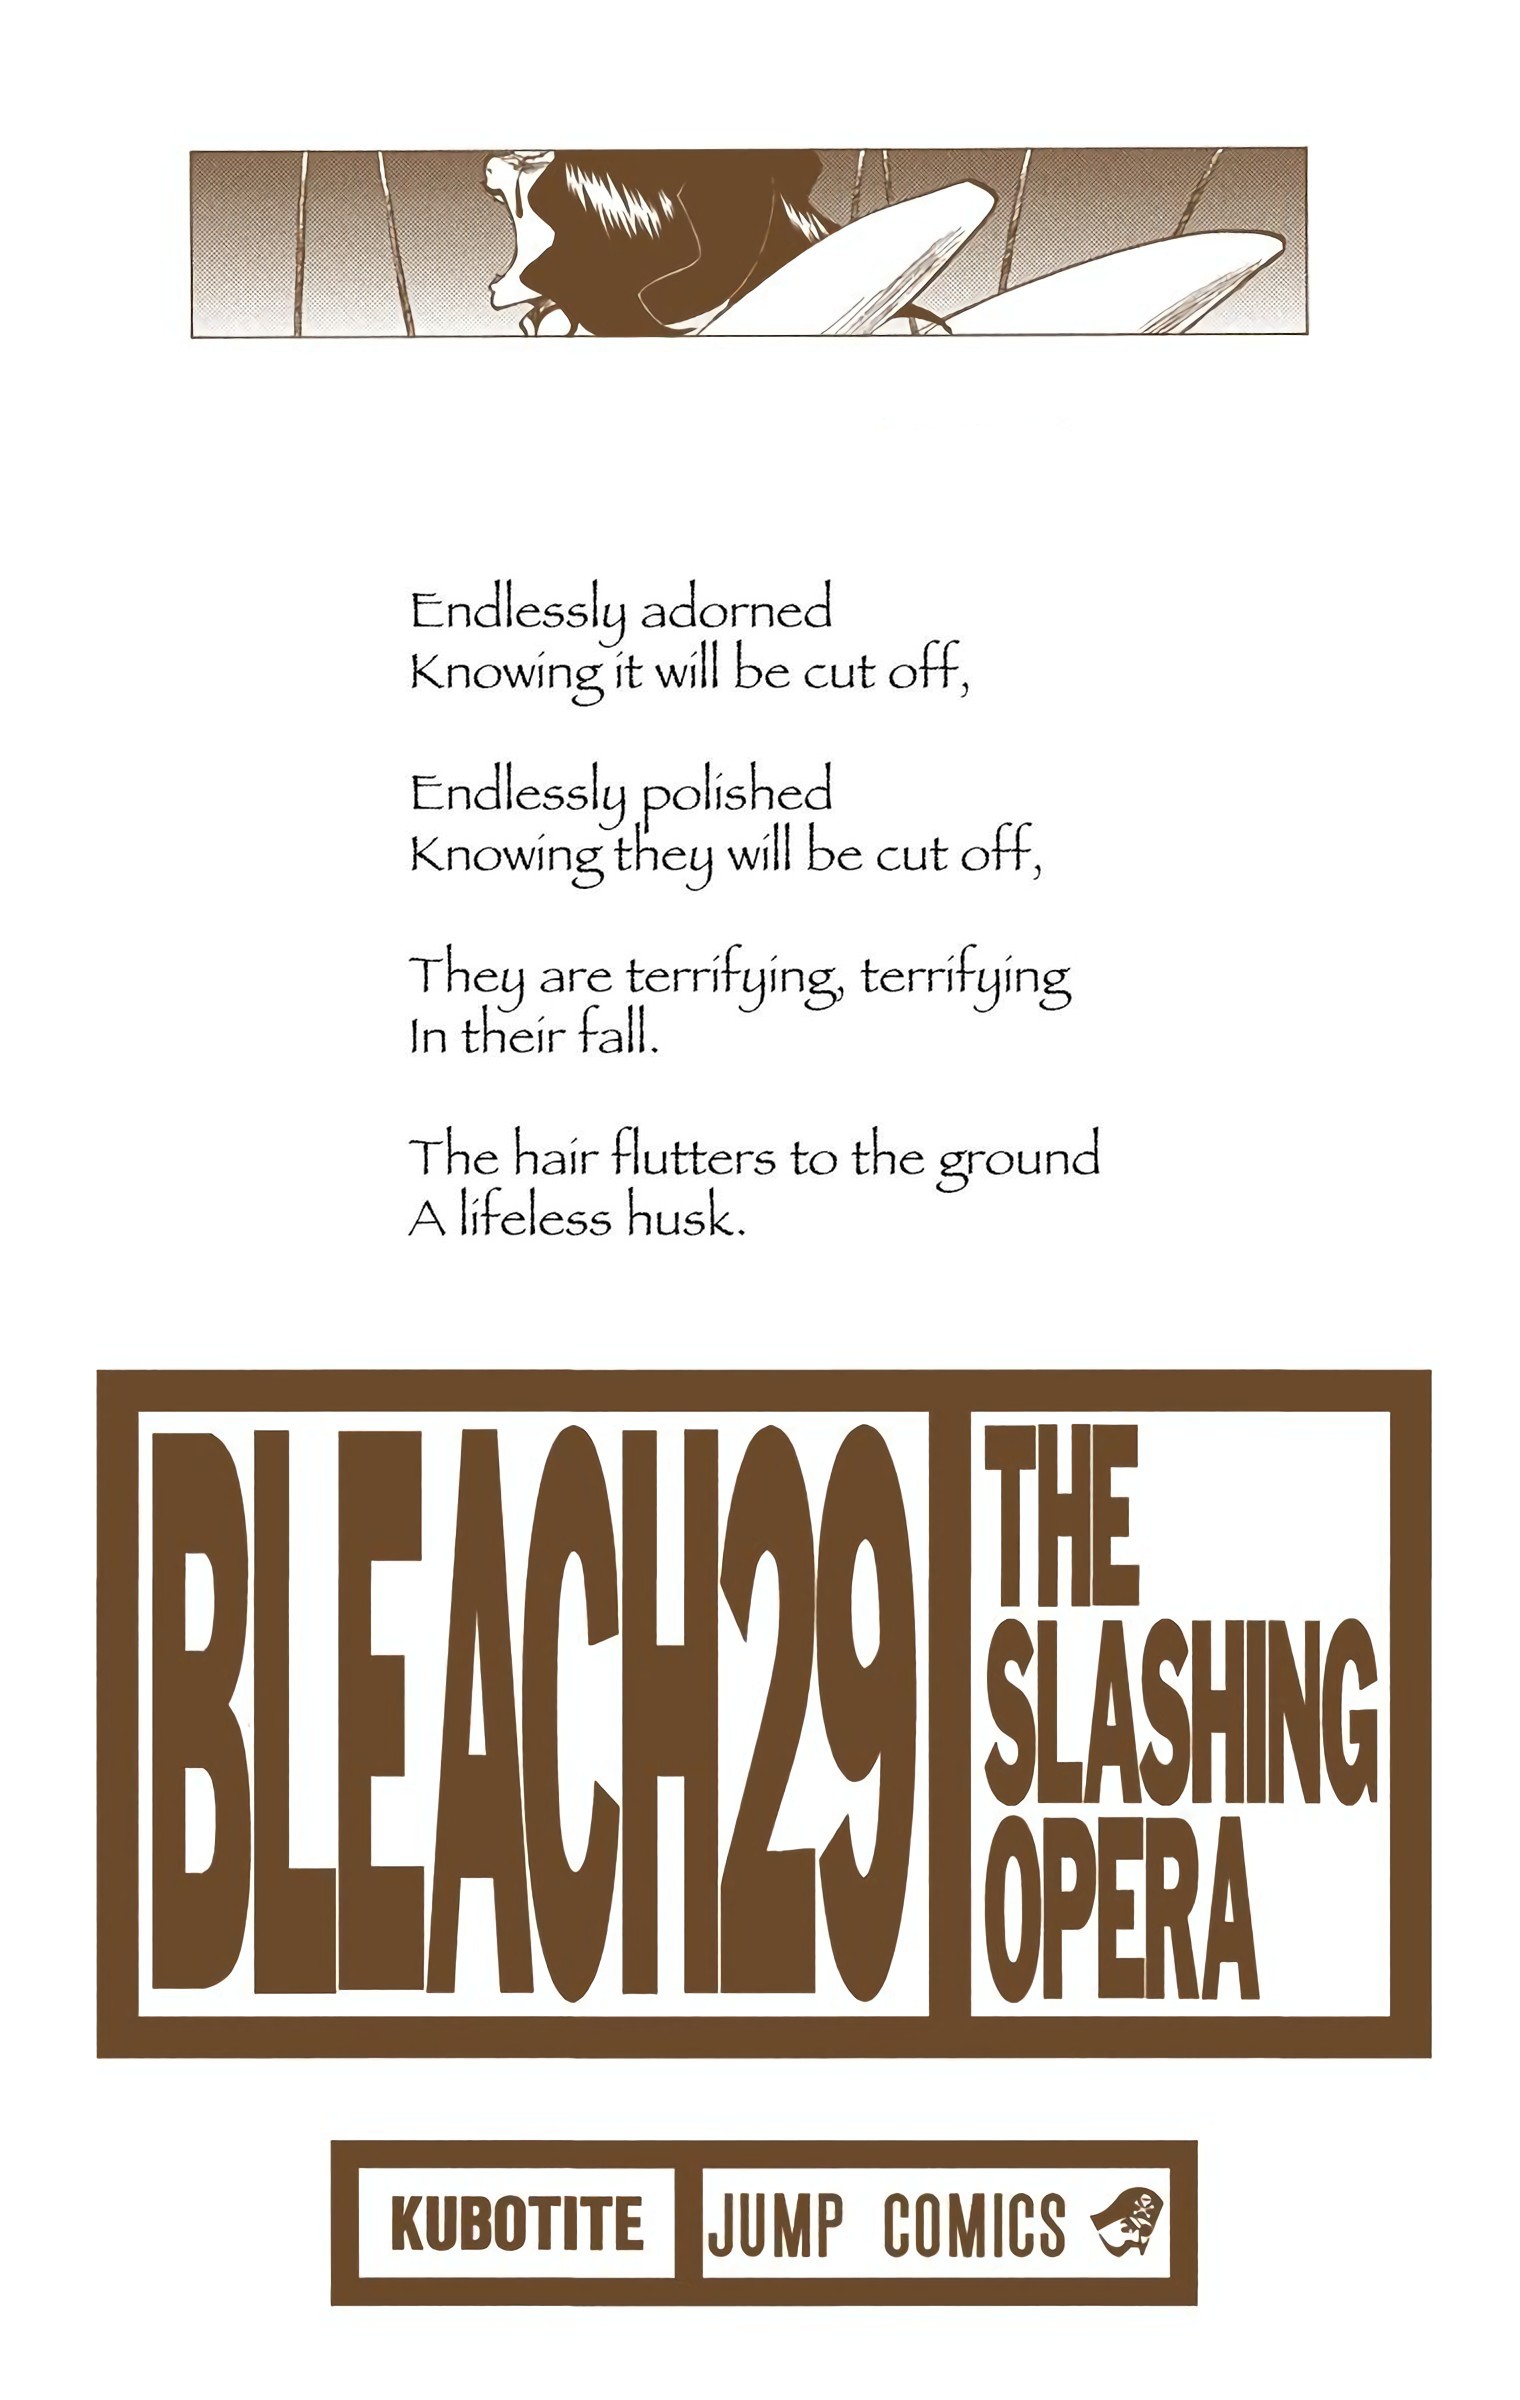 Endlessly adorned
Knowing it will be cut off,
Endlessly polished
Knowing they will be cut off,
They are terrifying, terrifying
In their fall.
The hair flutters to the ground
A lifeless husk.
BLEACH29
THE
SLASHING
OPERA
KUBOTITE
JUMP COMICS